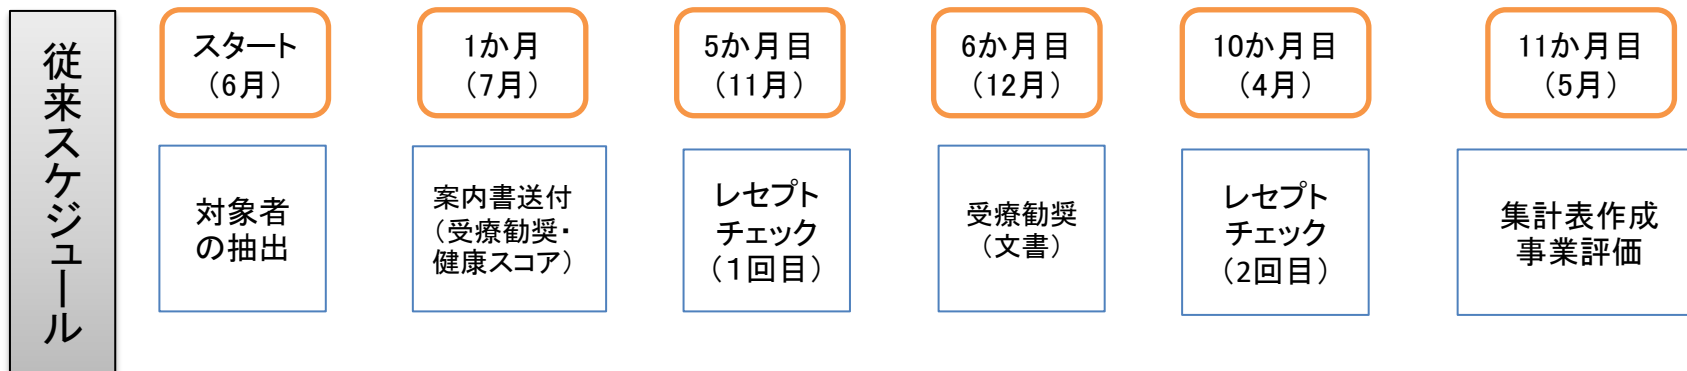 従来スケジュール
スタート
（6月）
1か月
（7月）
5か月目
（11月）
6か月目
（12月）
10か月目
（4月）
11か月目
（5月）
対象者
の抽出
案内書送付
（受療勧奨・
健康スコア）
レセプト
チェック
（１回目）
受療勧奨
（文書）
レセプト
チェック
（2回目）
集計表作成
事業評価